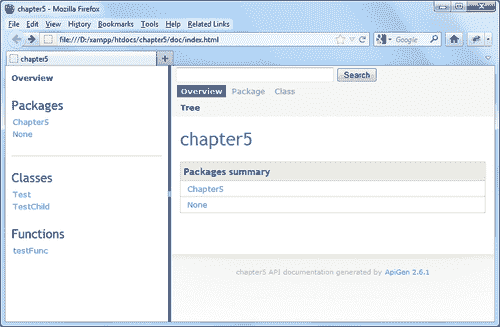 chapter5 - Mozilla Firefox
File Edit View History Bookmarks Tools Help Related Links
file:///D:/xampp/htdocs/chapter5/doc/index.html
Google
chapter5
Overview
Packages
Chapter5
None
Classes
Test
TestChild
Functions
testFunc
Search
Overview Package Class
Tree
chapter5
Packages summary
Chapter5
None
chapter5 API documentation generated by ApiGen 2.6.1